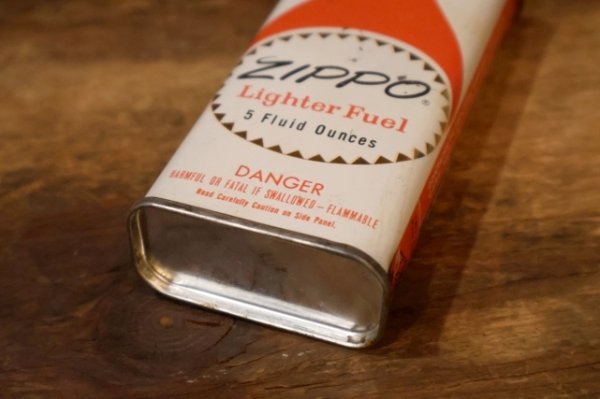 ZIPPO®
Lighter Fuel
5 Fluid Ounces
DANGER
HARMFUL OR FATAL IF SWALLOWED — FLAMMABLE
Read Carefully Caution on Side Panel.